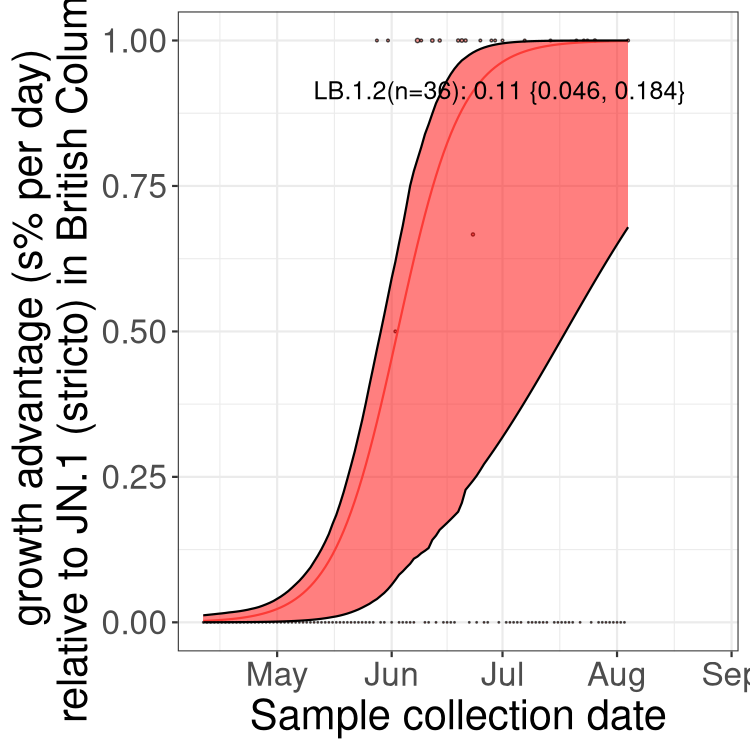 growth advantage (s% per day)
relative to JN.1 (stricto) in British Colum
1.00
0.75
0.50
0.25
0.00
LB.1.2(n=36): 0.11 {0.046, 0.184}
May Jun Jul Aug Sep
Sample collection date